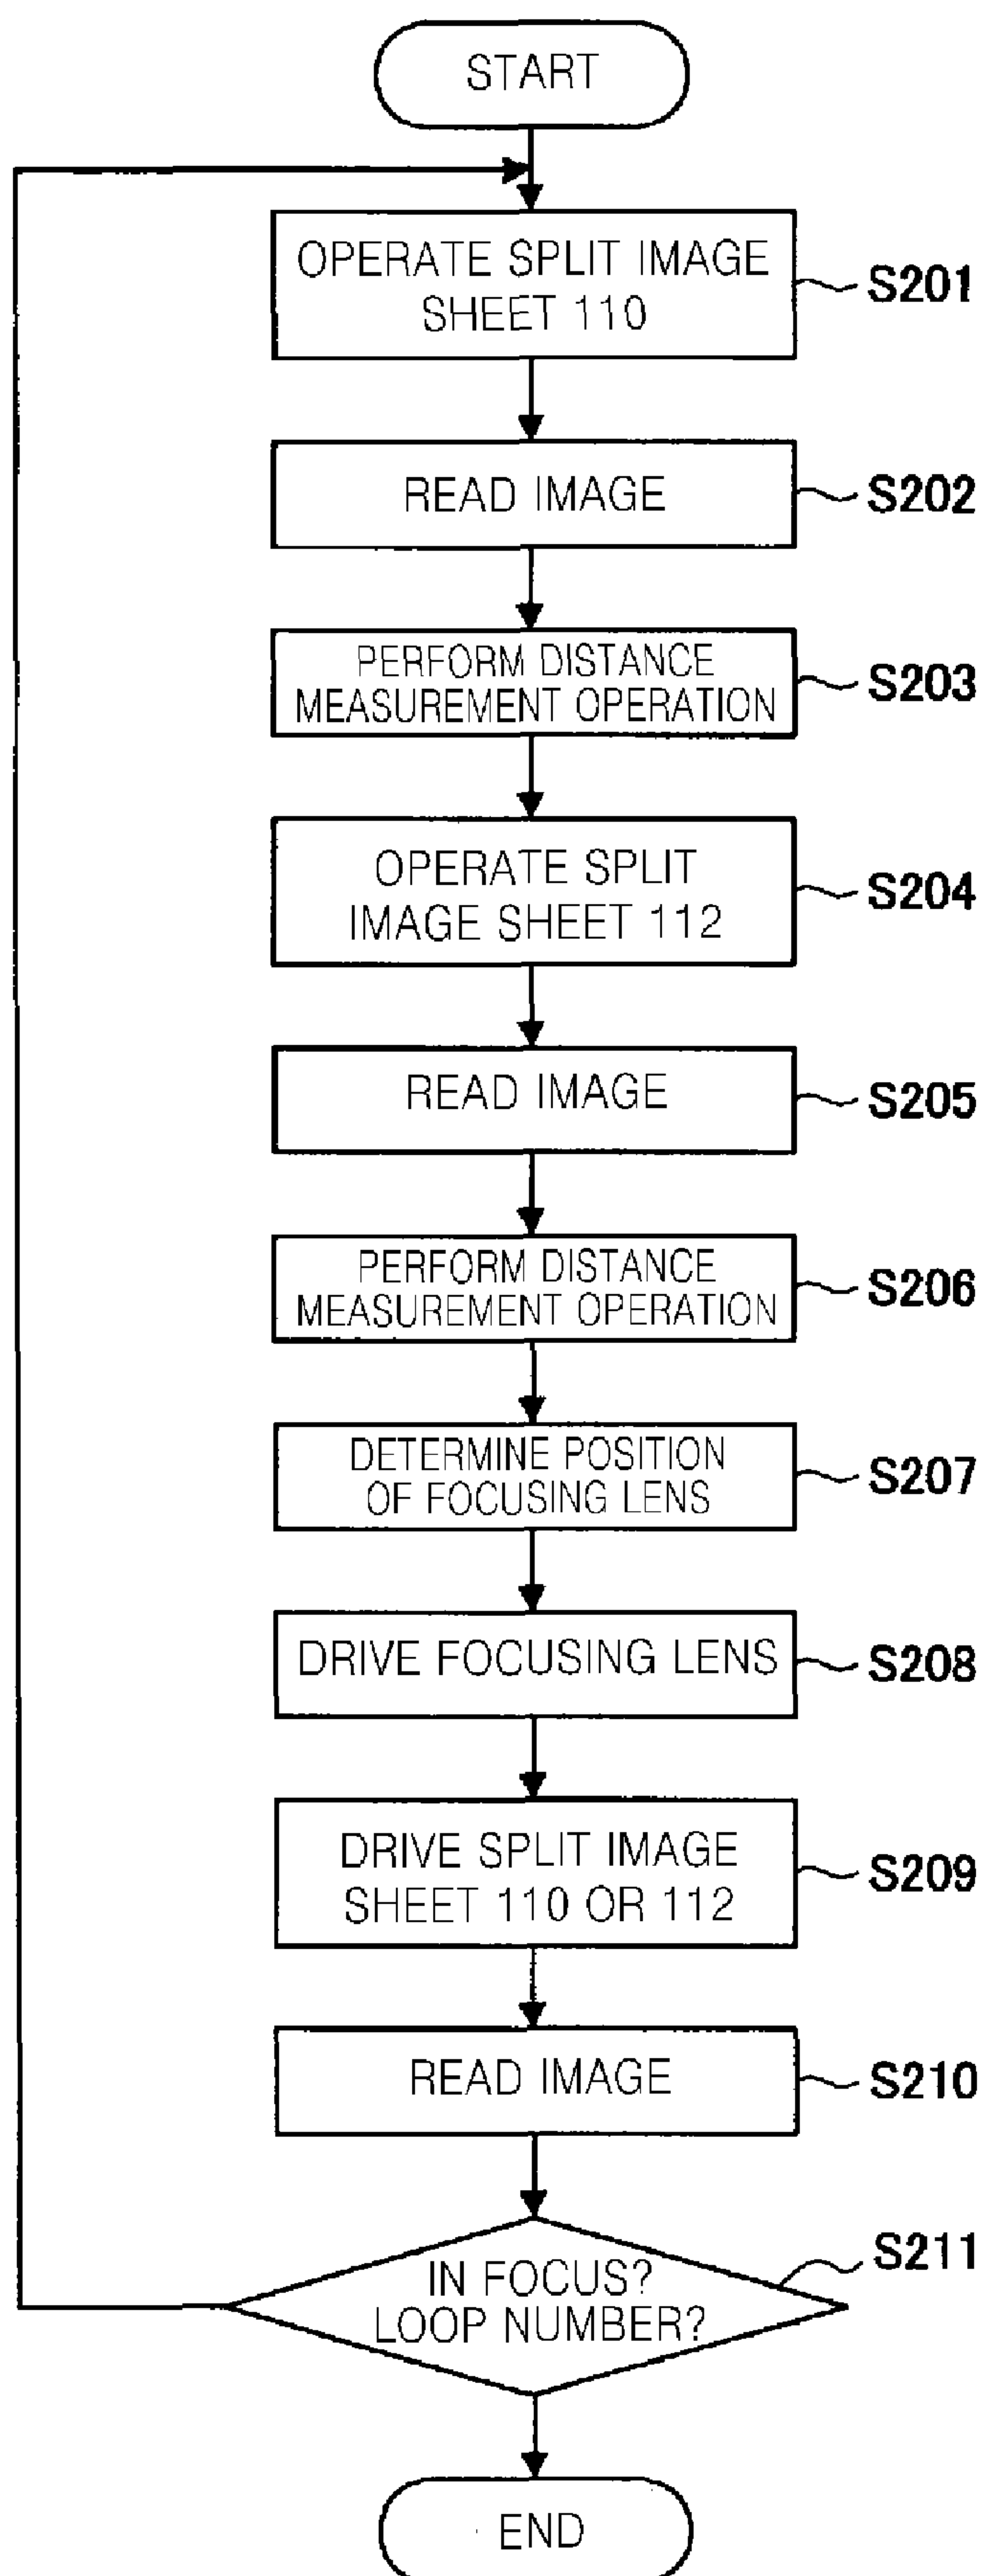 START
OPERATE SPLIT IMAGE
SHEET 110
S201
READ IMAGE
S202
PERFORM DISTANCE
MEASUREMENT OPERATION
S203
OPERATE SPLIT
IMAGE SHEET 112
S204
READ IMAGE
S205
PERFORM DISTANCE
MEASUREMENT OPERATION
S206
DETERMINE POSITION
OF FOCUSING LENS
S207
DRIVE FOCUSING LENS
S208
DRIVE SPLIT IMAGE
SHEET 110 OR 112
S209
READ IMAGE
S210
IN FOCUS?
LOOP NUMBER?
S211
END